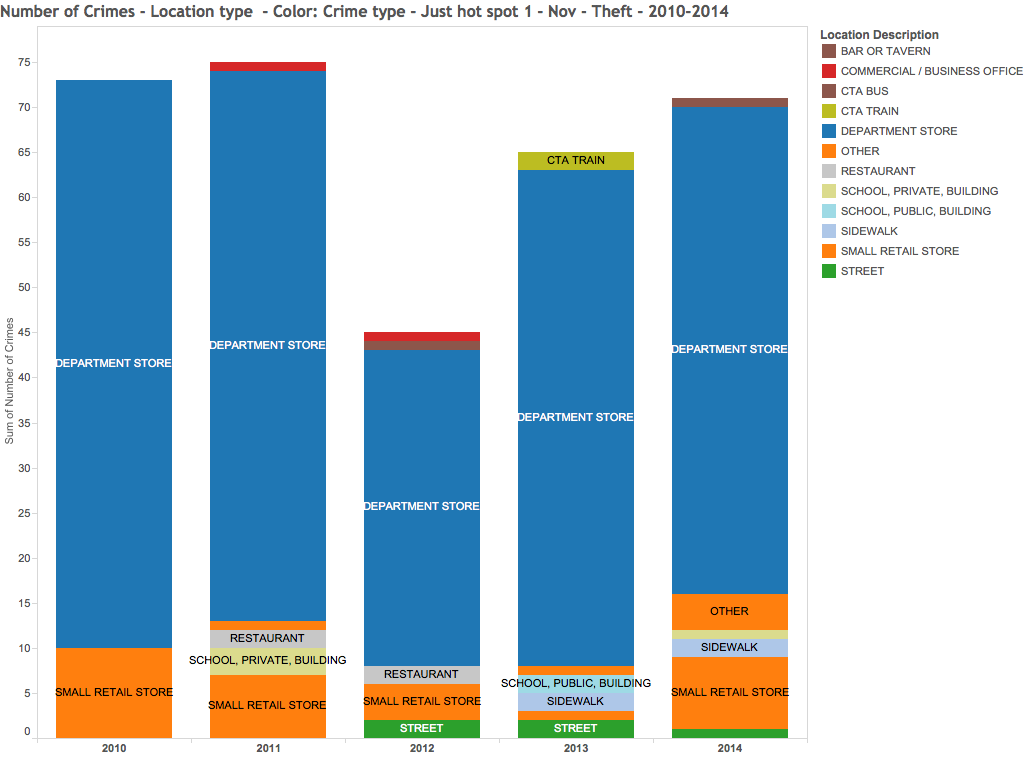 Number of Crimes - Location type  - Color: Crime type - Just hot spot 1 - Nov - Theft - 2010-2014
Location Description
BAR OR TAVERN
COMMERCIAL / BUSINESS OFFICE
CTA BUS
CTA TRAIN
DEPARTMENT STORE
OTHER
RESTAURANT
SCHOOL, PRIVATE, BUILDING
SCHOOL, PUBLIC, BUILDING
SIDEWALK
SMALL RETAIL STORE
STREET
Sum of Number of Crimes
75
70
65
60
55
50
45
40
35
30
25
20
15
10
5
0
DEPARTMENT STORE
SMALL RETAIL STORE
2010
DEPARTMENT STORE
RESTAURANT
SCHOOL, PRIVATE, BUILDING
SMALL RETAIL STORE
2011
DEPARTMENT STORE
RESTAURANT
SMALL RETAIL STORE
STREET
2012
CTA TRAIN
DEPARTMENT STORE
SCHOOL, PUBLIC, BUILDING
SIDEWALK
STREET
2013
DEPARTMENT STORE
OTHER
SIDEWALK
SMALL RETAIL STORE
2014